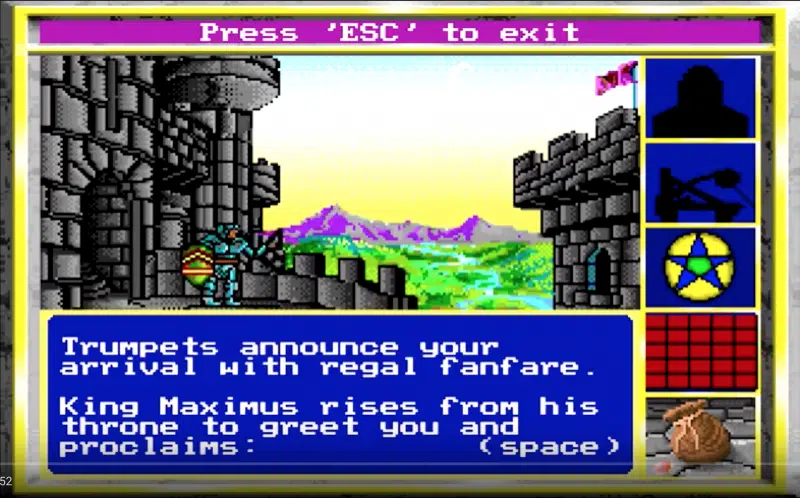 Press 'ESC' to exit
Trumpets announce your
arrival with regal fanfare.
King Maximus rises from his
throne to greet you and
proclaims: (space)
52